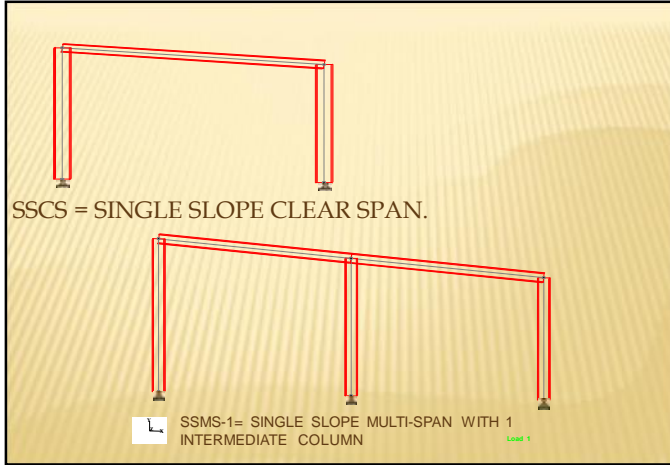 SSCS = SINGLE SLOPE CLEAR SPAN.
SSMS-1= SINGLE SLOPE MULTI-SPAN WITH 1
INTERMEDIATE COLUMN
Load 1